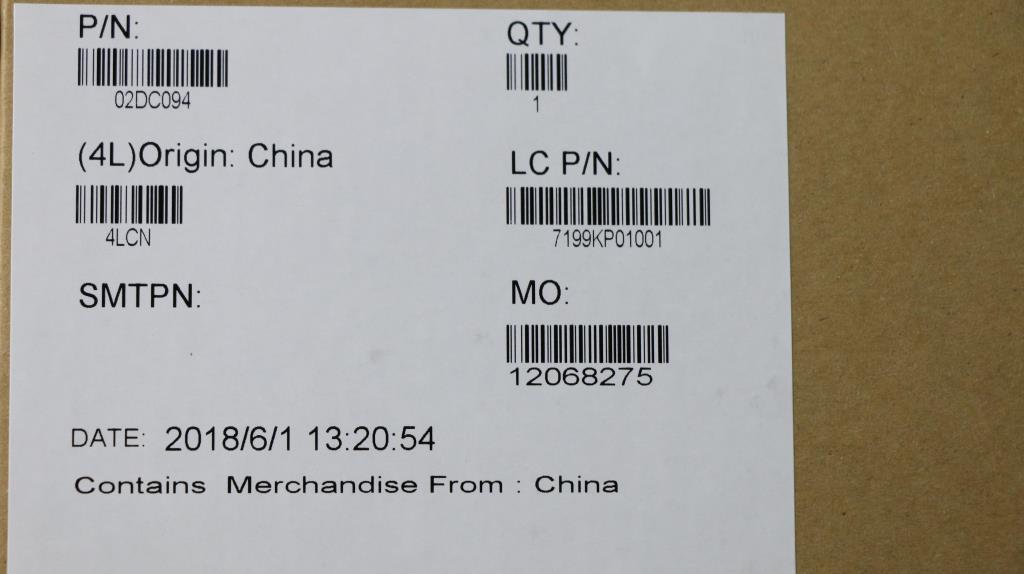 P/N:
02DC094
QTY:
1
(4L)Origin: China
4LCN
LC P/N:
7199KP01001
SMTPN:
MO:
12068275
DATE: 2018/6/1 13:20:54
Contains Merchandise From : China